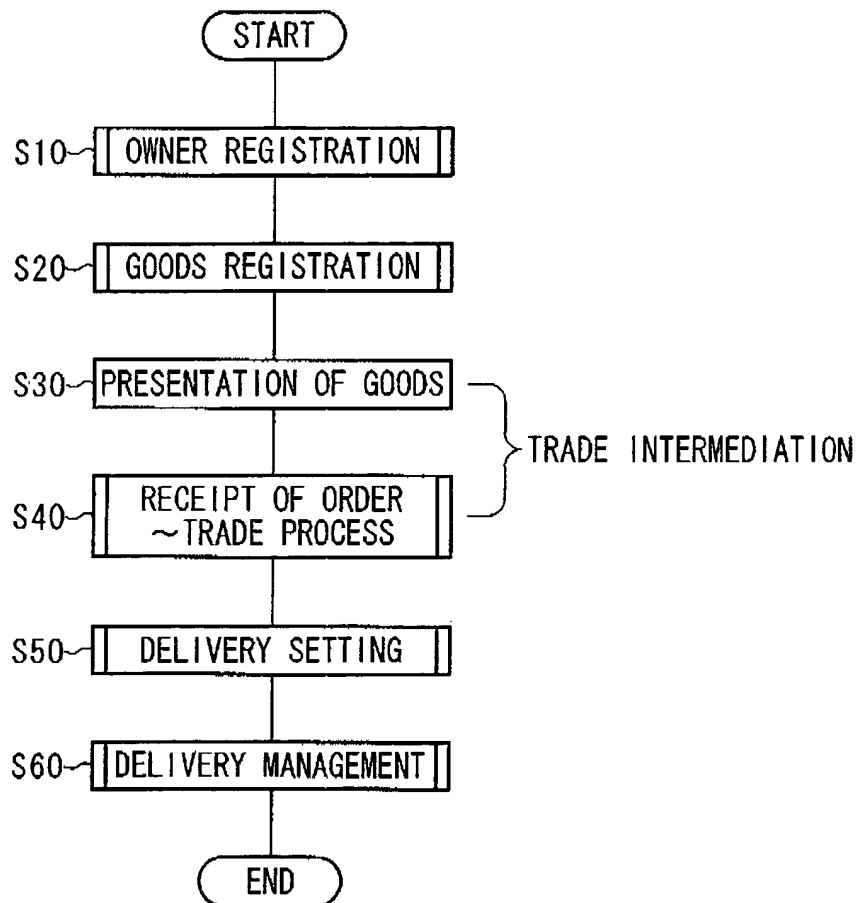 START
S10 OWNER REGISTRATION
S20 GOODS REGISTRATION
S30 PRESENTATION OF GOODS
TRADE INTERMEDIATION
S40 RECEIPT OF ORDER
~TRADE PROCESS
S50 DELIVERY SETTING
S60 DELIVERY MANAGEMENT
END